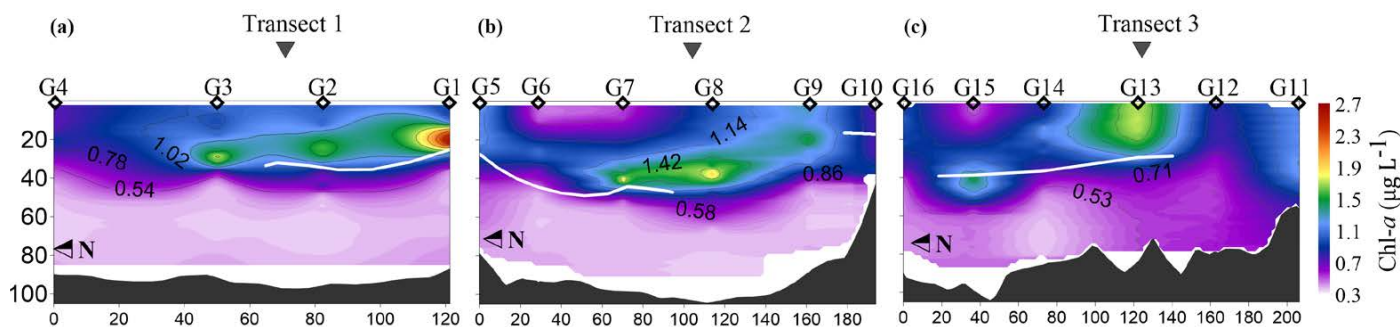 (a) Transect 1 (b) Transect 2 (c) Transect 3
G4 G3 G2 G1 G5 G6 G7 G8 G9 G10 G16 G15 G14 G13 G12 G11
20
40
60
80
100
0.78 1.02 0.54
N
0 20 40 60 80 100 120
1.14 1.42 0.86 0.58
N
0 20 40 60 80 100 120 140 160 180
0.71 0.53
N
0 20 40 60 80 100 120 140 160 180 200
2.7
2.3
1.9
1.5
1.1
0.7
0.3
Chl-a (µg L⁻¹)